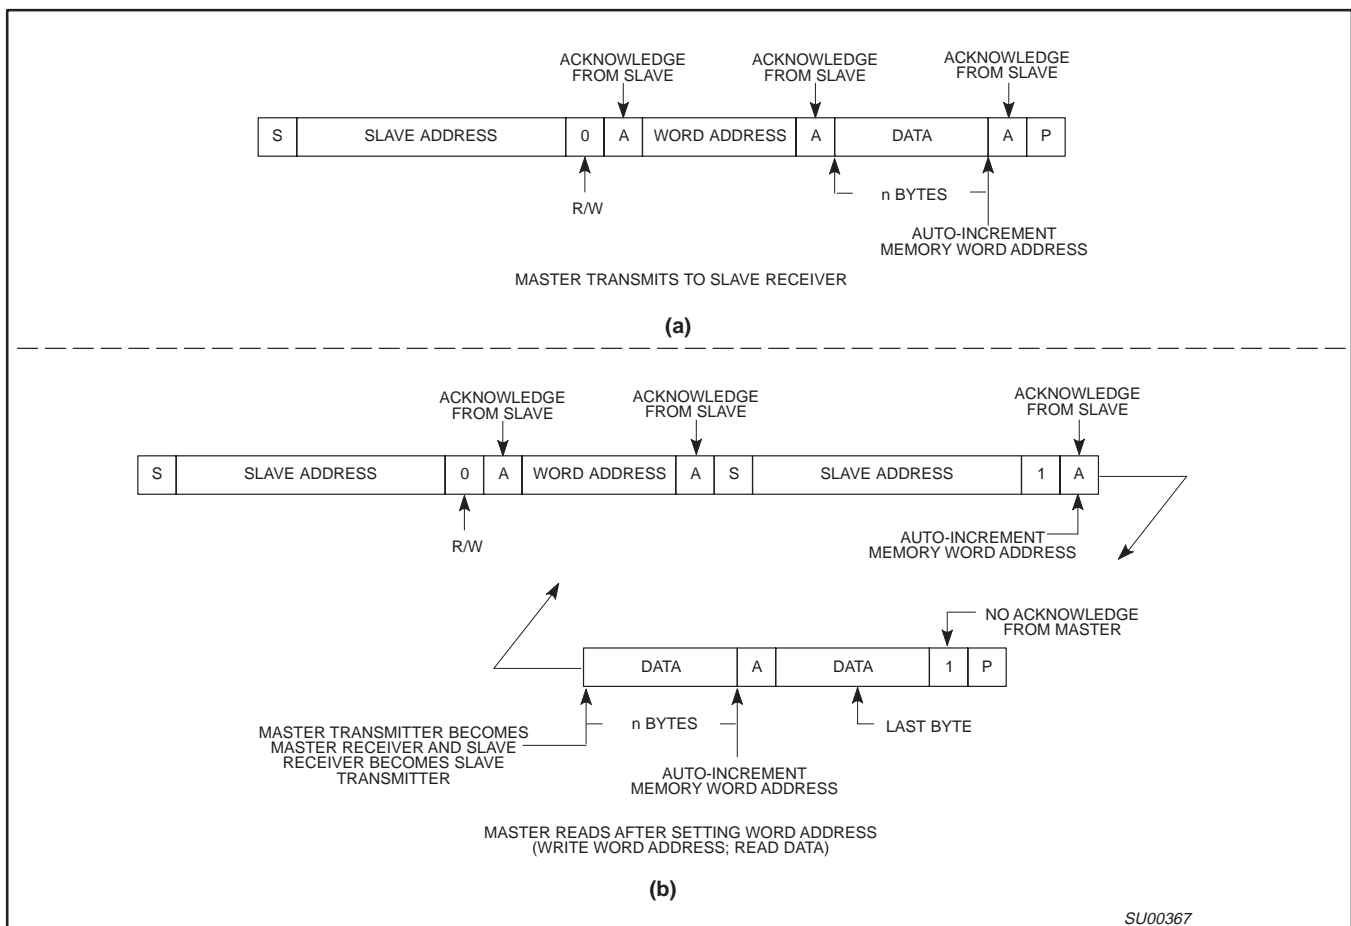 ACKNOWLEDGE
FROM SLAVE
ACKNOWLEDGE
FROM SLAVE
ACKNOWLEDGE
FROM SLAVE
S SLAVE ADDRESS 0 A WORD ADDRESS A DATA A P
n BYTES
R/W
AUTO-INCREMENT
MEMORY WORD ADDRESS
MASTER TRANSMITS TO SLAVE RECEIVER
(a)
ACKNOWLEDGE
FROM SLAVE
ACKNOWLEDGE
FROM SLAVE
ACKNOWLEDGE
FROM SLAVE
S SLAVE ADDRESS 0 A WORD ADDRESS A S SLAVE ADDRESS 1 A
R/W
AUTO-INCREMENT
MEMORY WORD ADDRESS
NO ACKNOWLEDGE
FROM MASTER
DATA A DATA 1 P
n BYTES
LAST BYTE
MASTER TRANSMITTER BECOMES
MASTER RECEIVER AND SLAVE
RECEIVER BECOMES SLAVE
TRANSMITTER
AUTO-INCREMENT
MEMORY WORD ADDRESS
MASTER READS AFTER SETTING WORD ADDRESS
(WRITE WORD ADDRESS; READ DATA)
(b)
SU00367